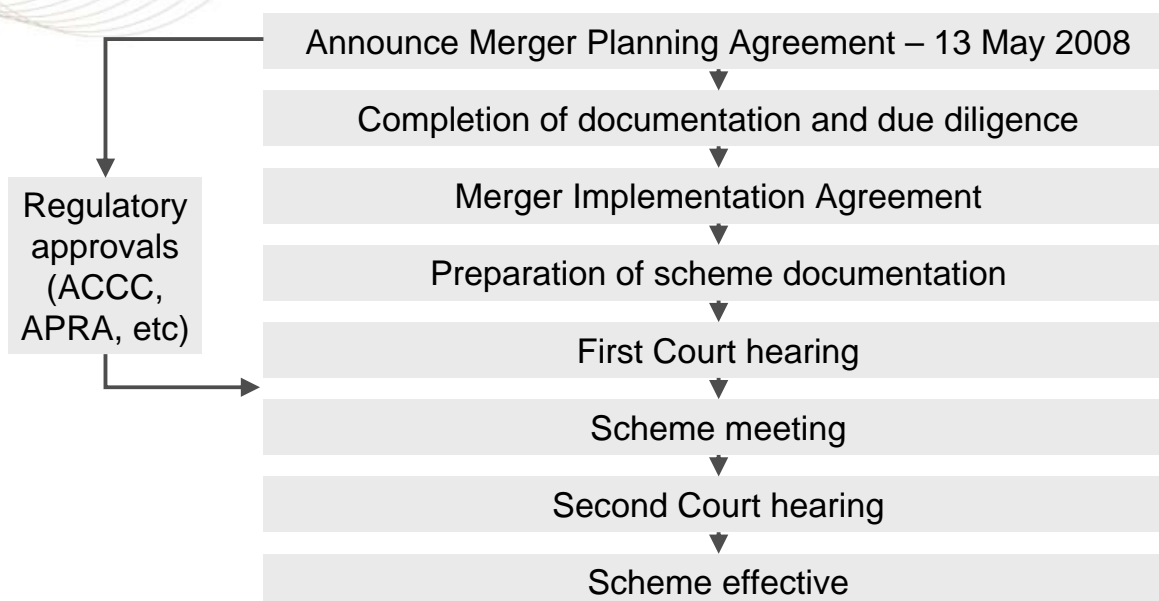 Announce Merger Planning Agreement – 13 May 2008
Completion of documentation and due diligence
Merger Implementation Agreement
Regulatory
approvals
(ACCC,
APRA, etc)
Preparation of scheme documentation
First Court hearing
Scheme meeting
Second Court hearing
Scheme effective